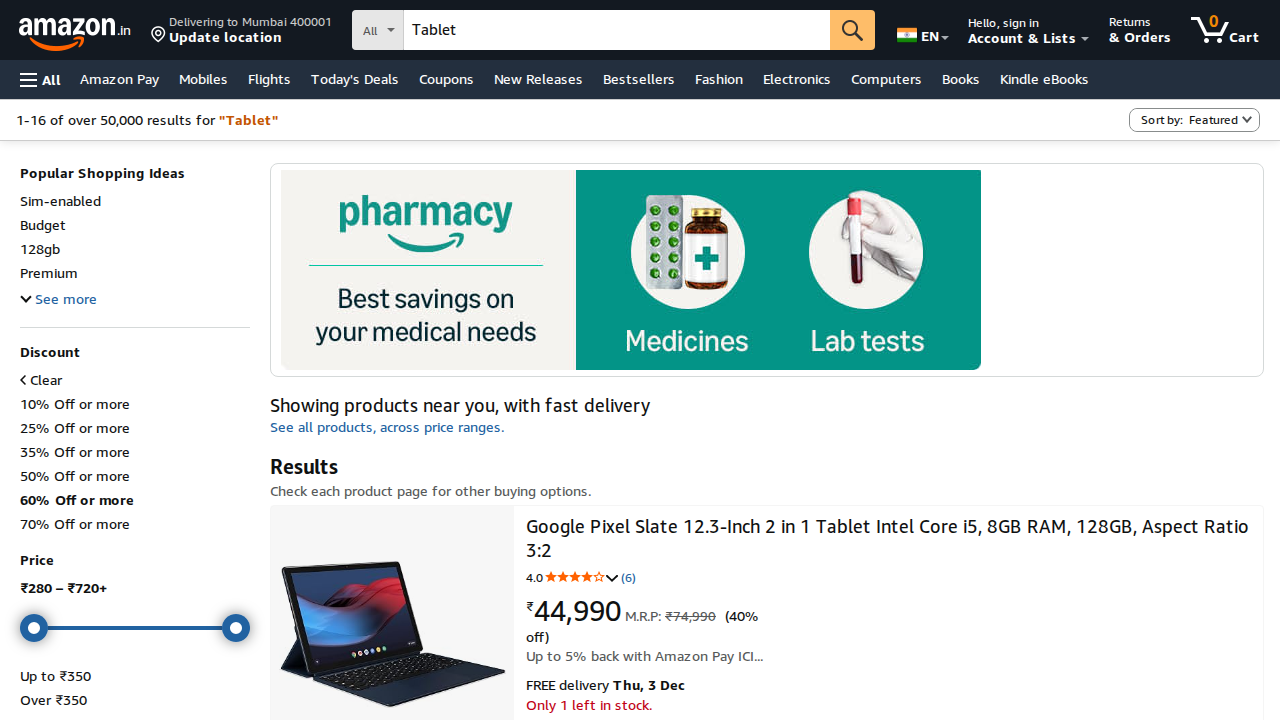 amazon.in
Delivering to Mumbai 400001
Update location
All
Tablet
EN
Hello, sign in
Account & Lists
Returns
& Orders
0
Cart
All
Amazon Pay
Mobiles
Flights
Today's Deals
Coupons
New Releases
Bestsellers
Fashion
Electronics
Computers
Books
Kindle eBooks
1-16 of over 50,000 results for "Tablet"
Sort by: Featured
Popular Shopping Ideas
Sim-enabled
Budget
128gb
Premium
See more
Discount
Clear
10% Off or more
25% Off or more
35% Off or more
50% Off or more
60% Off or more
70% Off or more
Price
₹280 – ₹720+
Up to ₹350
Over ₹350
pharmacy
Best savings on
your medical needs
Medicines
Lab tests
Showing products near you, with fast delivery
See all products, across price ranges.
Results
Check each product page for other buying options.
Google Pixel Slate 12.3-Inch 2 in 1 Tablet Intel Core i5, 8GB RAM, 128GB, Aspect Ratio
3:2
4.0 (6)
₹44,990 M.R.P: ₹74,990 (40%
off)
Up to 5% back with Amazon Pay ICI...
FREE delivery Thu, 3 Dec
Only 1 left in stock.